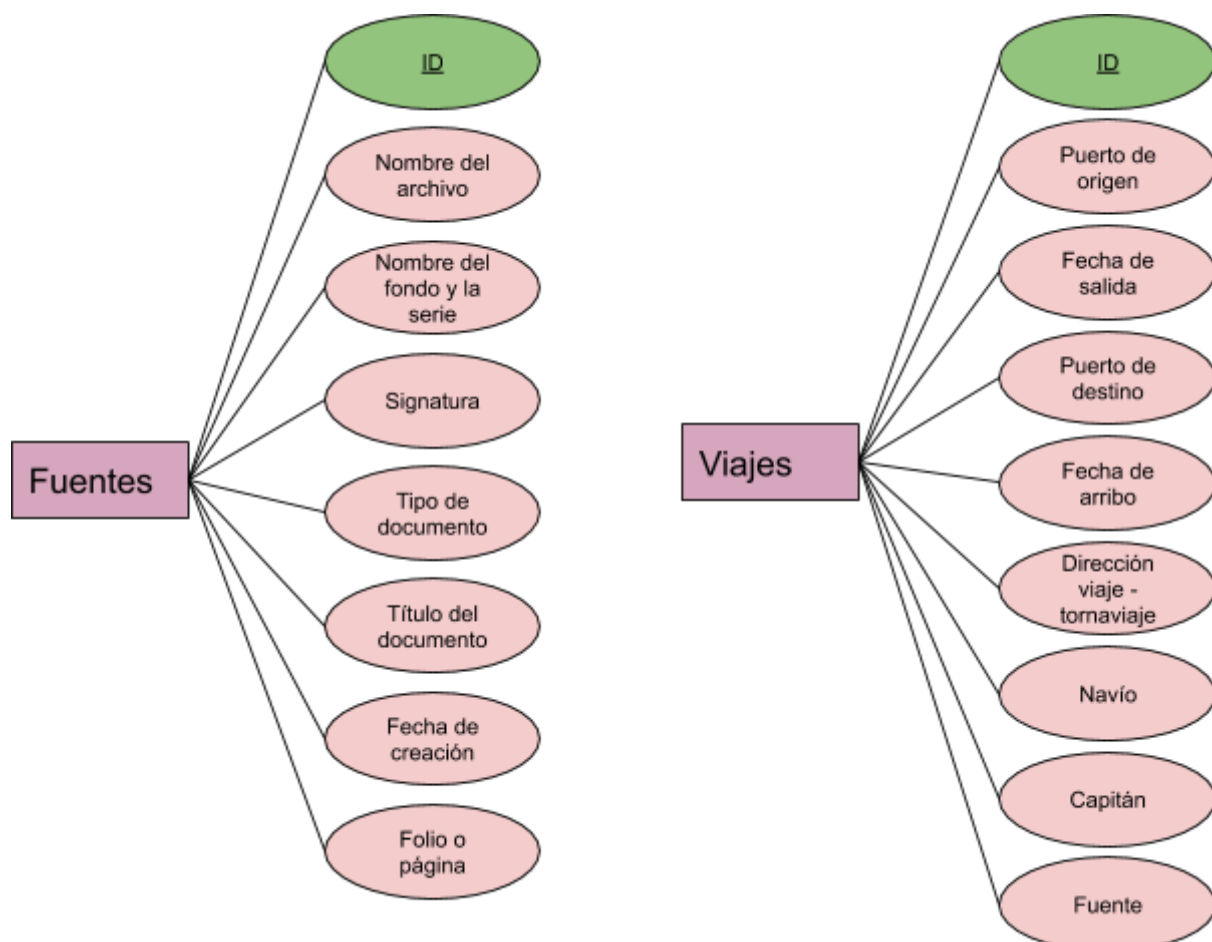 Fuentes
ID
Nombre del
archivo
Nombre del
fondo y la
serie
Signatura
Tipo de
documento
Título del
documento
Fecha de
creación
Folio o
página
Viajes
ID
Puerto de
origen
Fecha de
salida
Puerto de
destino
Fecha de
arribo
Dirección
viaje -
tornaviaje
Navío
Capitán
Fuente